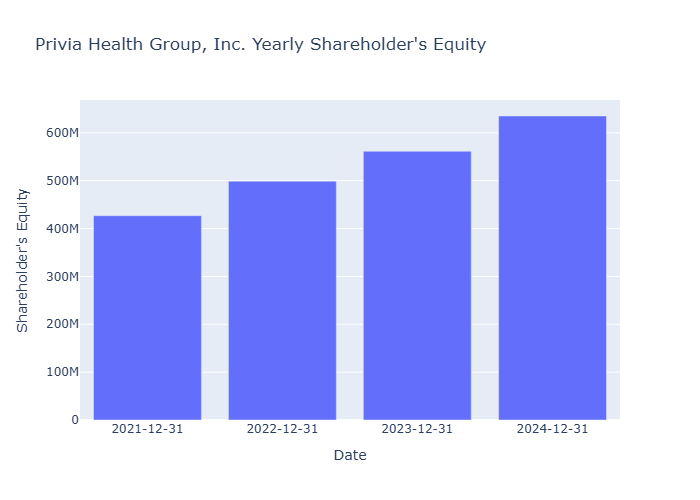 Privia Health Group, Inc. Yearly Shareholder's Equity
Shareholder's Equity
600M
500M
400M
300M
200M
100M
0
2021-12-31
2022-12-31
2023-12-31
2024-12-31
Date